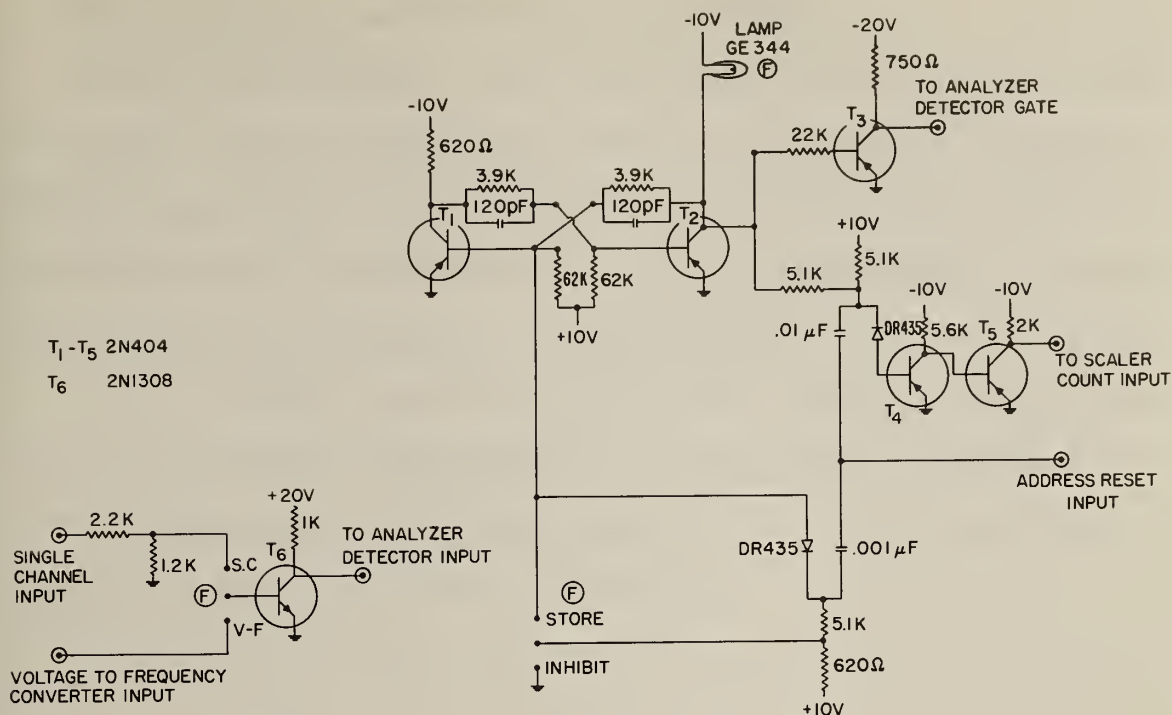 -10V
LAMP
GE 344
F
-20V
750Ω
TO ANALYZER
DETECTOR GATE
-10V
620Ω
T3
22K
3.9K
120pF
3.9K
120pF
T1
T2
+10V
5.1K
5.1K
62K
62K
+10V
.01 µF
DR435
-10V
5.6K
-10V
T5
2K
TO SCALER
COUNT INPUT
T4
T1-T5 2N404
T6 2N1308
ADDRESS RESET
INPUT
+20V
1K
2.2K
TO ANALYZER
DETECTOR INPUT
SINGLE
CHANNEL
INPUT
1.2K
S.C
T6
F
V-F
DR435
.001 µF
F
STORE
5.1K
INHIBIT
620Ω
+10V
VOLTAGE TO FREQUENCY
CONVERTER INPUT